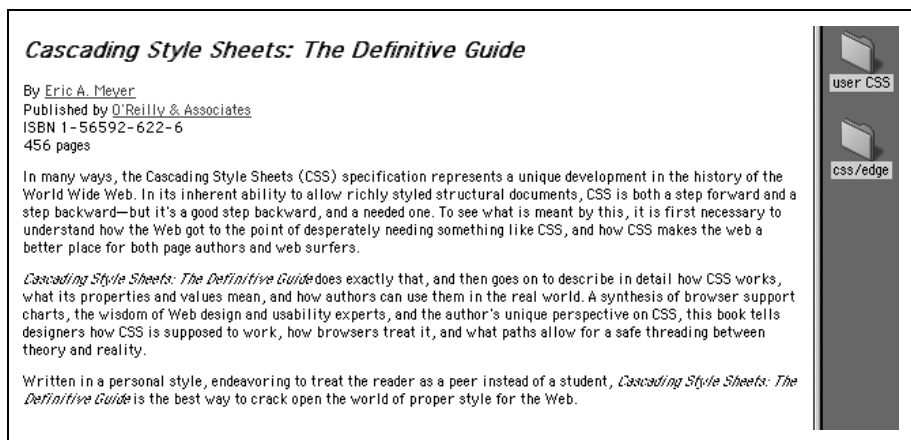 Cascading Style Sheets: The Definitive Guide
By Eric A. Meyer
Published by O'Reilly & Associates
ISBN 1-56592-622-6
456 pages
In many ways, the Cascading Style Sheets (CSS) specification represents a unique development in the history of the
World Wide Web. In its inherent ability to allow richly styled structural documents, CSS is both a step forward and a
step backward—but it's a good step backward, and a needed one. To see what is meant by this, it is first necessary to
understand how the Web got to the point of desperately needing something like CSS, and how CSS makes the web a
better place for both page authors and web surfers.
Cascading Style Sheets: The Definitive Guide does exactly that, and then goes on to describe in detail how CSS works,
what its properties and values mean, and how authors can use them in the real world. A synthesis of browser support
charts, the wisdom of Web design and usability experts, and the author's unique perspective on CSS, this book tells
designers how CSS is supposed to work, how browsers treat it, and what paths allow for a safe threading between
theory and reality.
Written in a personal style, endeavoring to treat the reader as a peer instead of a student, Cascading Style Sheets: The
Definitive Guide is the best way to crack open the world of proper style for the Web.
user CSS
css/edge